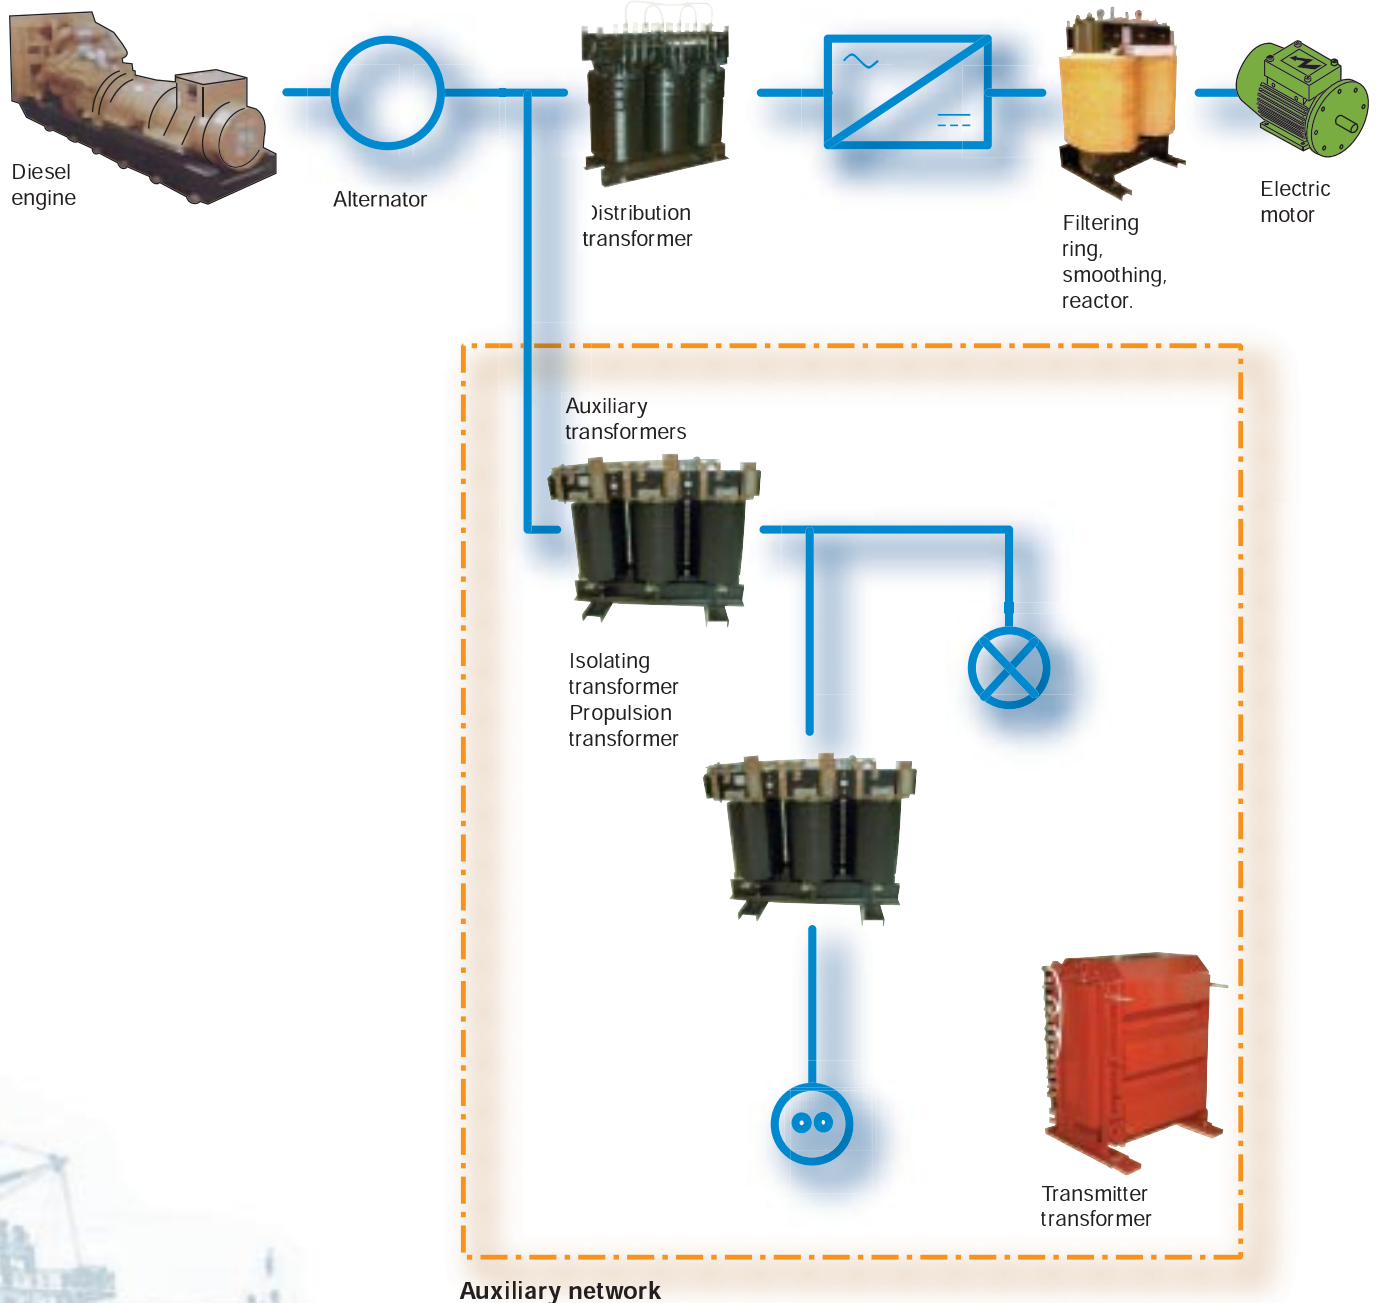 Diesel
engine
Alternator
Distribution
transformer
Filtering
ring,
smoothing,
reactor.
Electric
motor
Auxiliary
transformers
Isolating
transformer
Propulsion
transformer
Transmitter
transformer
Auxiliary network